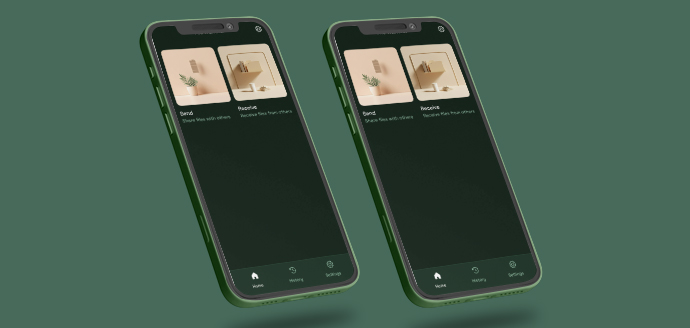 Send
Share files with others
Receive
Receive files from others
Home
History
Settings
Send
Share files with others
Receive
Receive files from others
Home
History
Settings